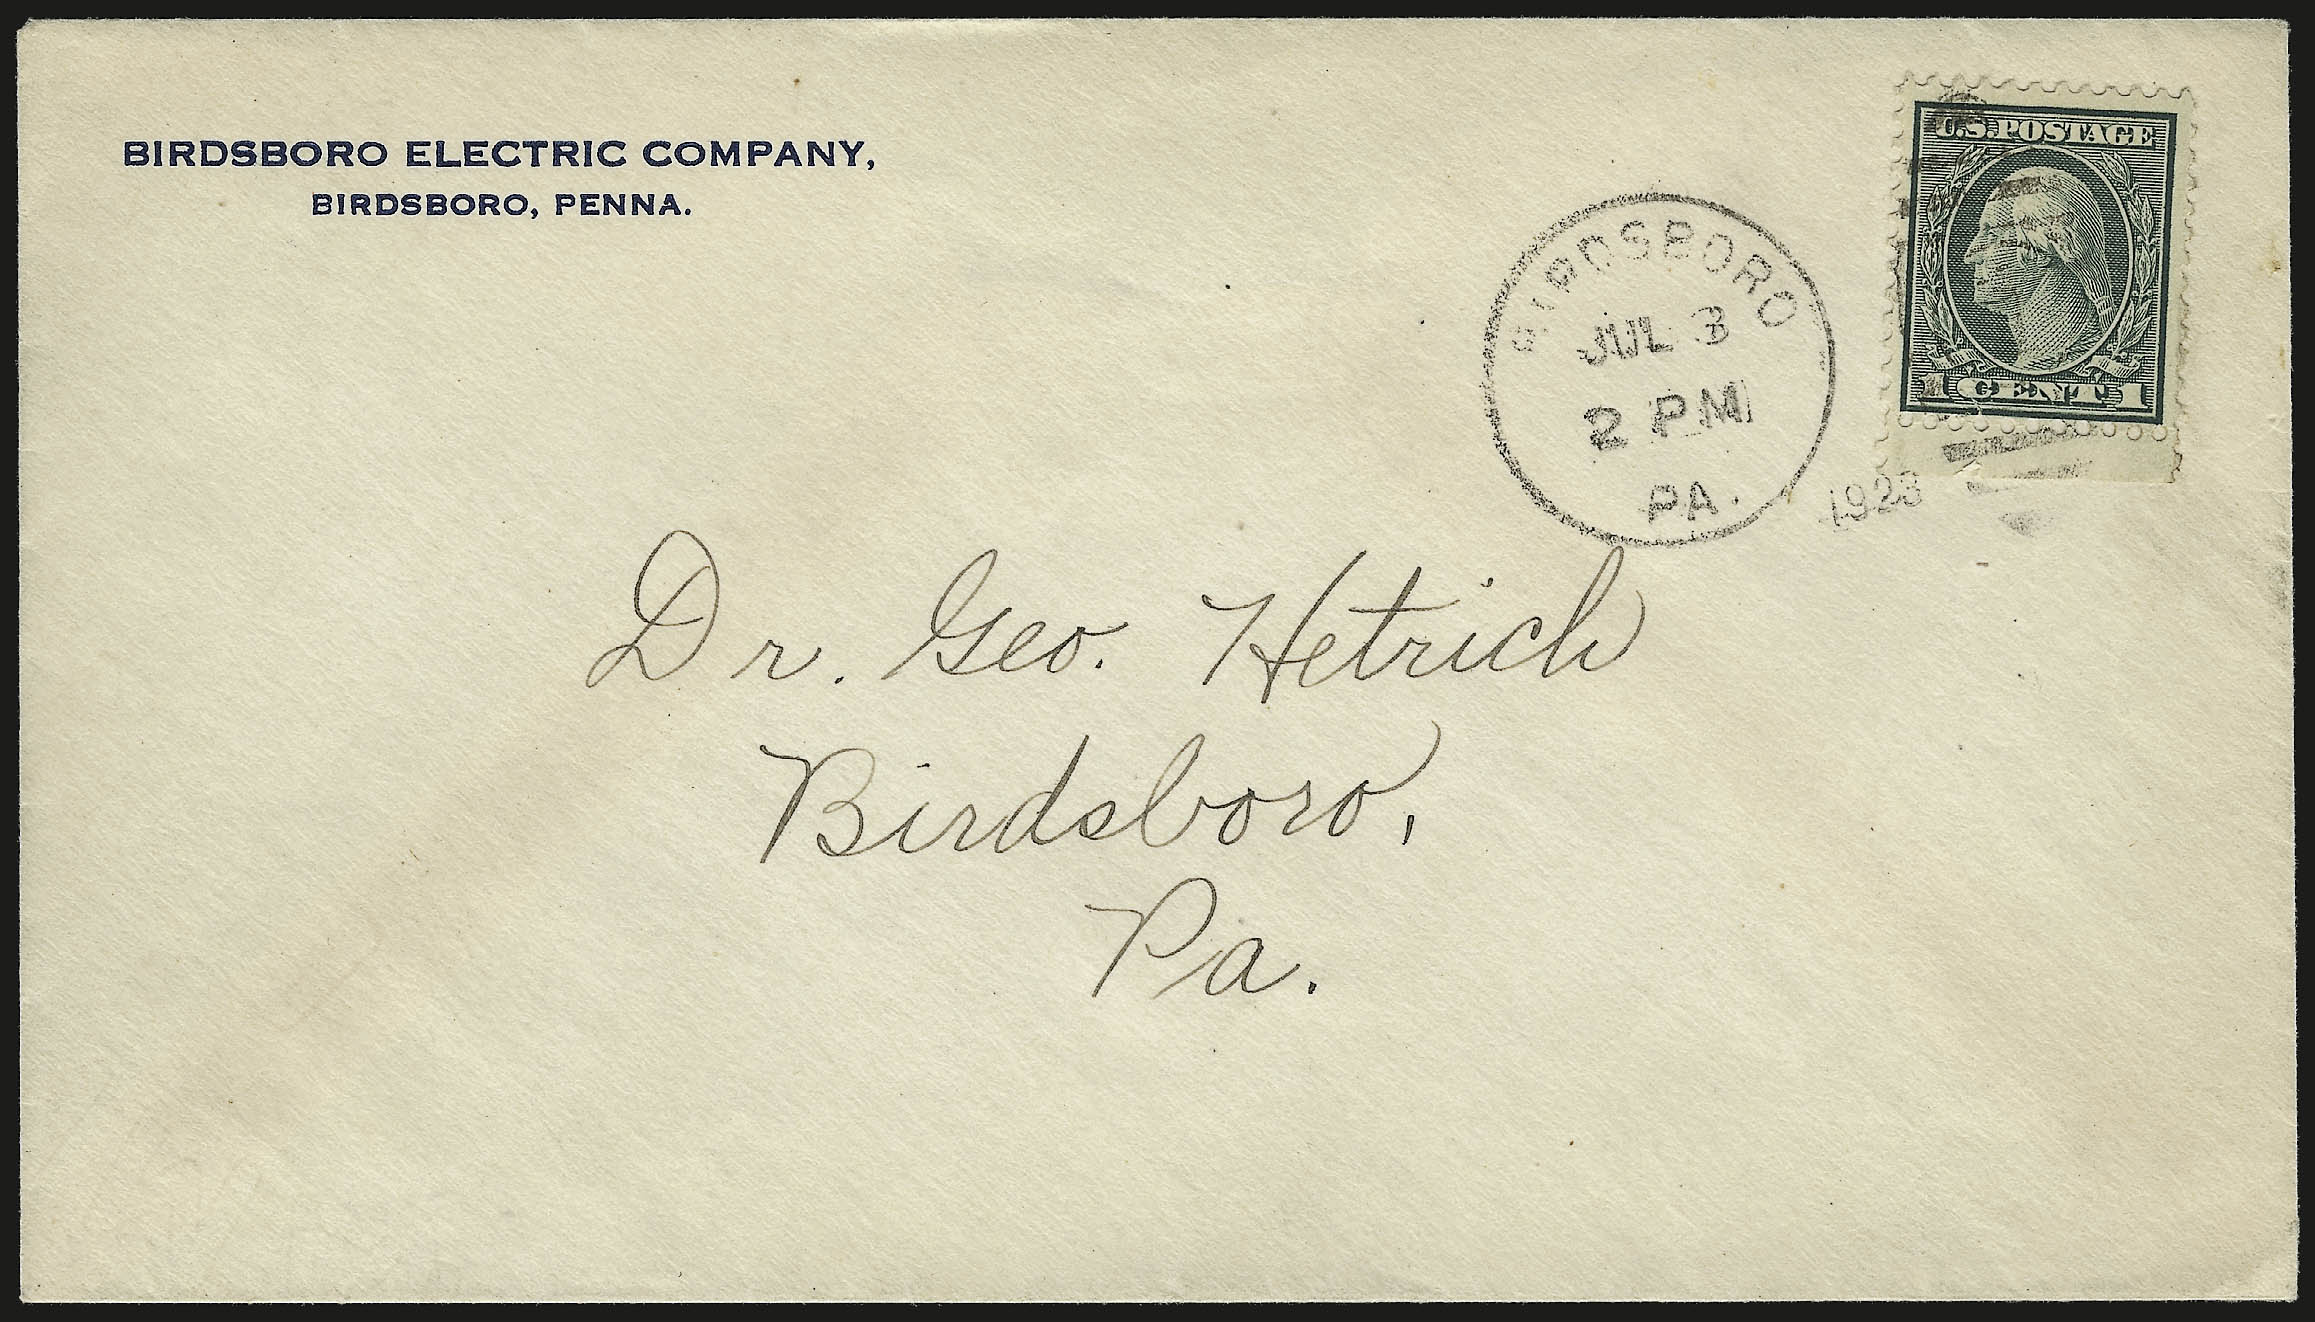 BIRDSBORO ELECTRIC COMPANY,
BIRDSBORO, PENNA.
U.S. POSTAGE
1 CENT 1
BIRDSBORO
JUL 3
2 PM
PA.
1923
Dr. Geo. Hetrich
Birdsboro,
Pa.